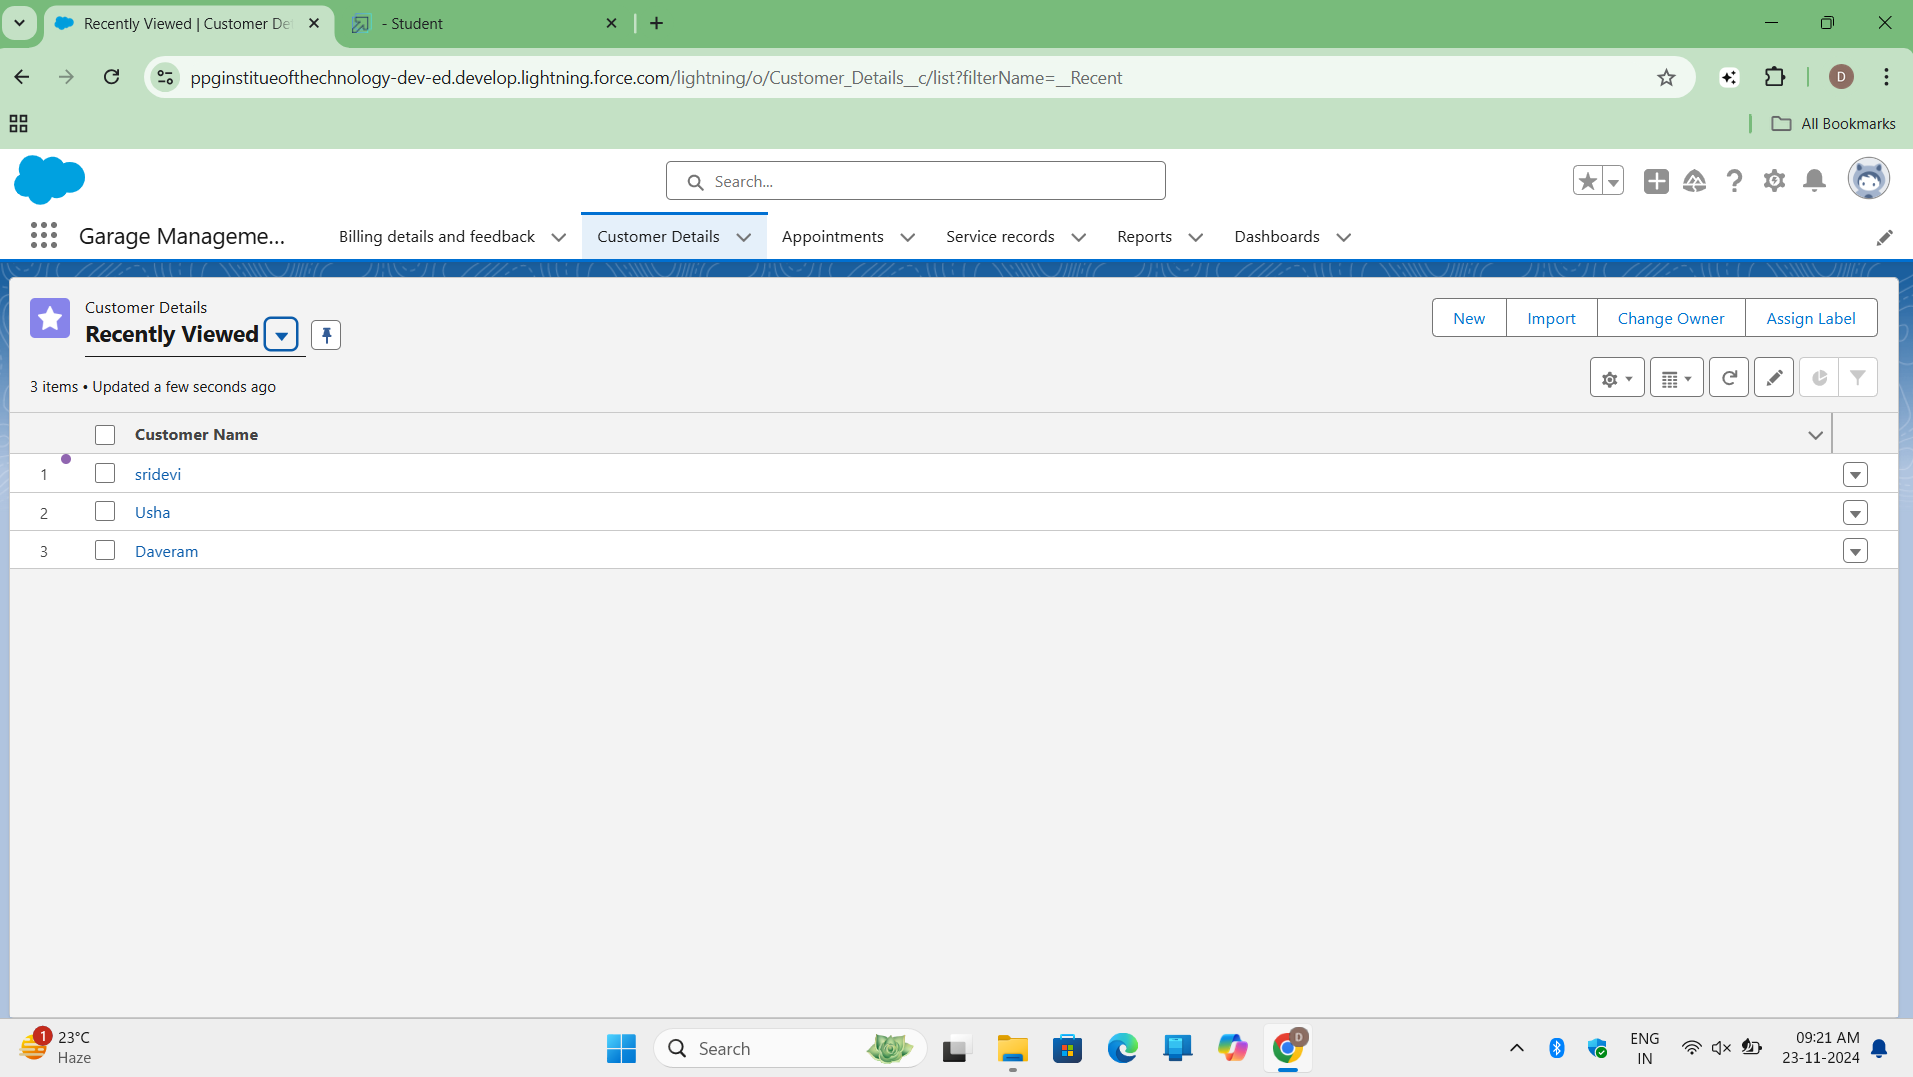 Recently Viewed | Customer De
- Student
ppginstitueofthechnology-dev-ed.develop.lightning.force.com/lightning/o/Customer_Details__c/list?filterName=__Recent
D
All Bookmarks
Search...
Garage Manageme...
Billing details and feedback
Customer Details
Appointments
Service records
Reports
Dashboards
Customer Details
Recently Viewed
New
Import
Change Owner
Assign Label
3 items • Updated a few seconds ago
Customer Name
1 sridevi
2 Usha
3 Daveram
1
23°C
Haze
Search
D
ENG
IN
09:21 AM
23-11-2024